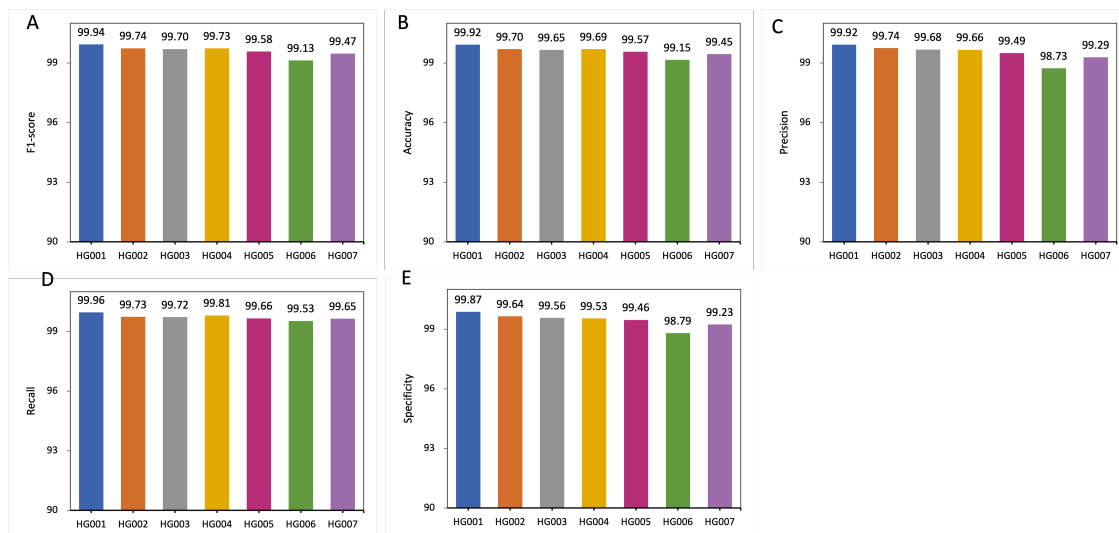 A
99.94 99.74 99.70 99.73 99.58 99.13 99.47
99
96
93
90
F1-score
HG001 HG002 HG003 HG004 HG005 HG006 HG007
B
99.92 99.70 99.65 99.69 99.57 99.15 99.45
99
96
93
90
Accuracy
HG001 HG002 HG003 HG004 HG005 HG006 HG007
C
99.92 99.74 99.68 99.66 99.49 98.73 99.29
99
96
93
90
Precision
HG001 HG002 HG003 HG004 HG005 HG006 HG007
D
99.96 99.73 99.72 99.81 99.66 99.53 99.65
99
96
93
90
Recall
HG001 HG002 HG003 HG004 HG005 HG006 HG007
E
99.87 99.64 99.56 99.53 99.46 98.79 99.23
99
96
93
90
Specificity
HG001 HG002 HG003 HG004 HG005 HG006 HG007